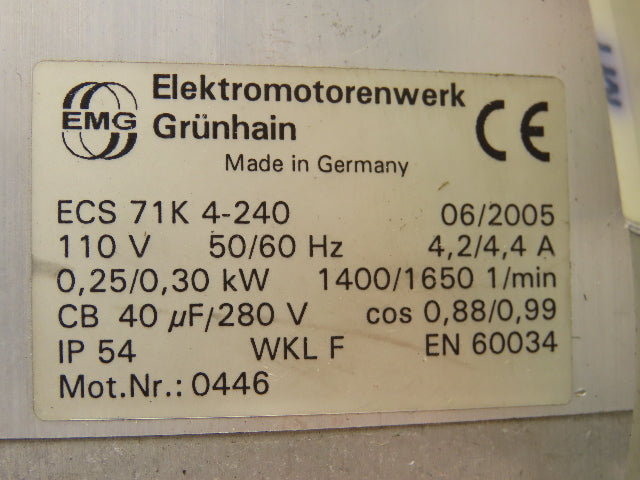 EMG
Elektromotorenwerk
Grünhain
CE
Made in Germany
ECS 71K 4-240 06/2005
110 V 50/60 Hz 4,2/4,4 A
0,25/0,30 kW 1400/1650 1/min
CB 40 µF/280 V cos 0,88/0,99
IP 54 WKL F EN 60034
Mot.Nr.: 0446